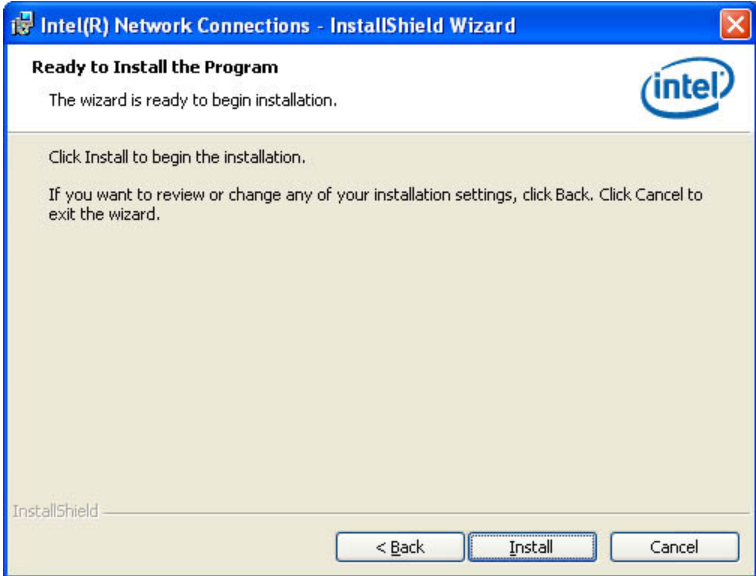 Intel(R) Network Connections - InstallShield Wizard
Ready to Install the Program
The wizard is ready to begin installation.
intel
Click Install to begin the installation.
If you want to review or change any of your installation settings, click Back. Click Cancel to
exit the wizard.
InstallShield
< Back
Install
Cancel